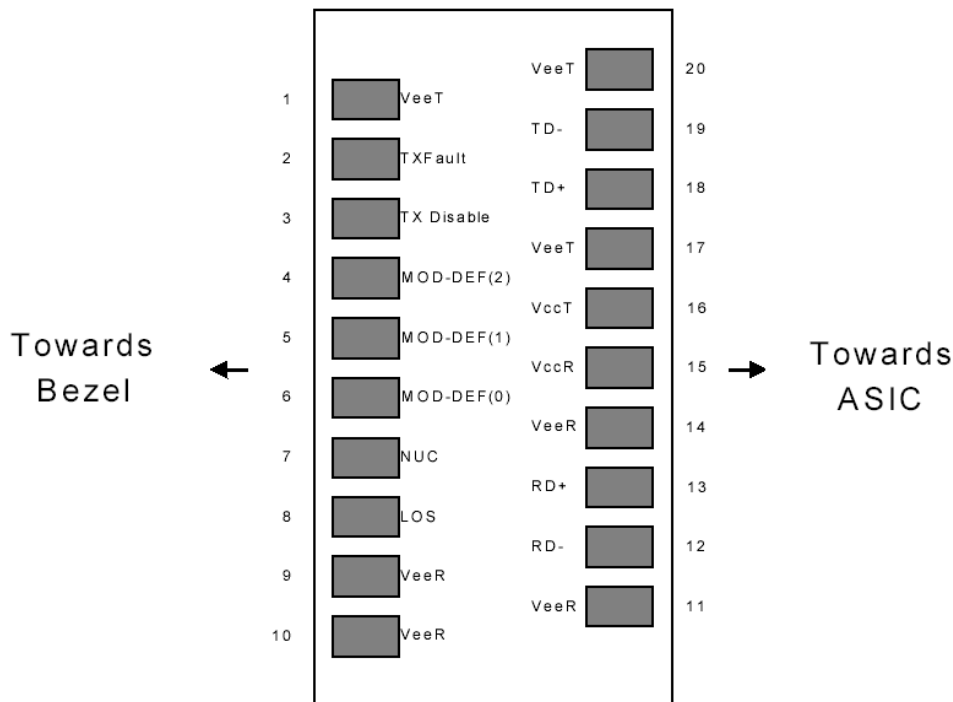 Towards
Bezel
1 VeeT
2 TXFault
3 TX Disable
4 MOD-DEF(2)
5 MOD-DEF(1)
6 MOD-DEF(0)
7 NUC
8 LOS
9 VeeR
10 VeeR
VeeT 20
TD- 19
TD+ 18
VeeT 17
VccT 16
VccR 15
VeeR 14
RD+ 13
RD- 12
VeeR 11
Towards
ASIC